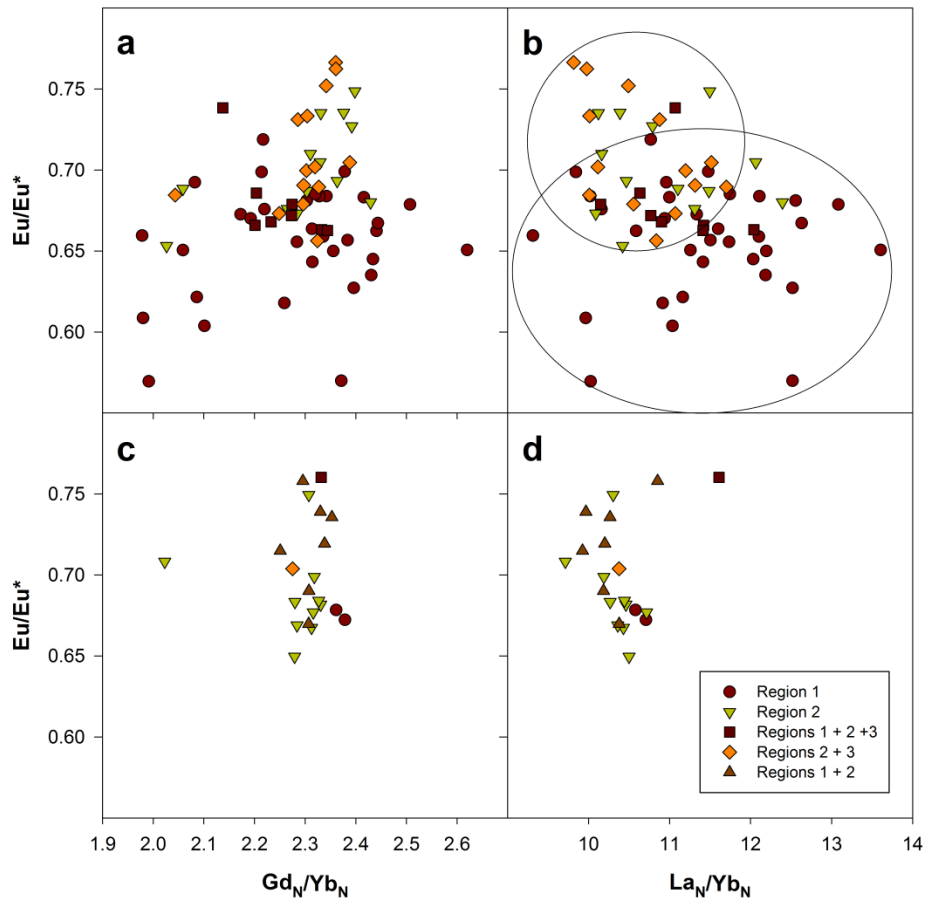 a
b
Eu/Eu*
0.75
0.70
0.65
0.60
c
d
Eu/Eu*
0.75
0.70
0.65
0.60
Region 1
Region 2
Regions 1 + 2 +3
Regions 2 + 3
Regions 1 + 2
1.9 2.0 2.1 2.2 2.3 2.4 2.5 2.6
10 11 12 13 14
GdN/YbN
LaN/YbN